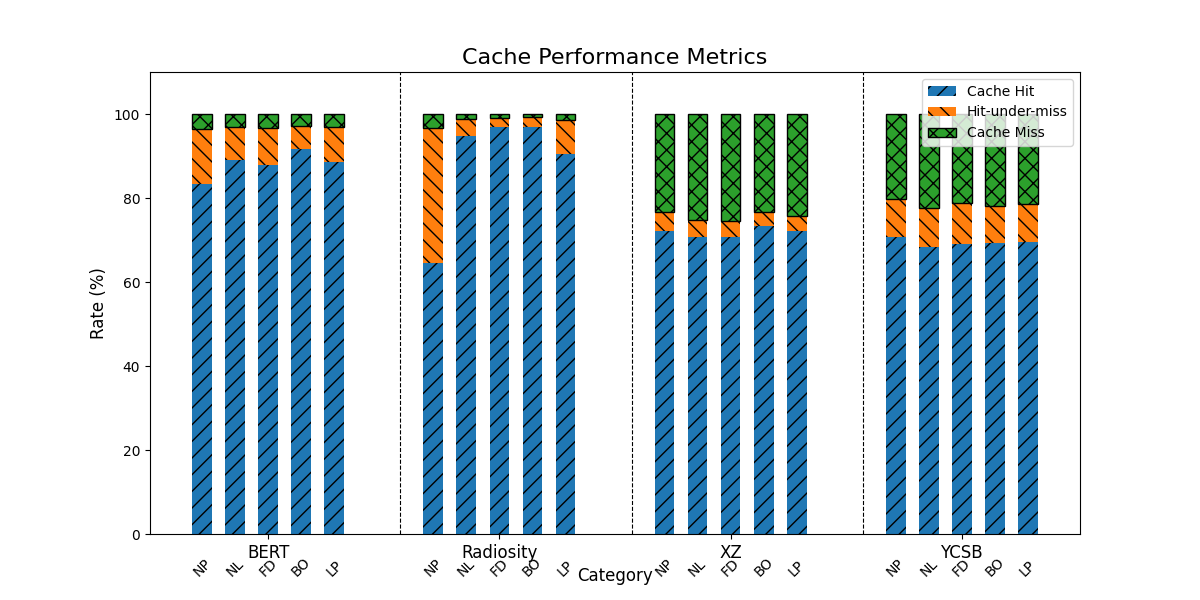 Cache Performance Metrics
Cache Hit
Hit-under-miss
Cache Miss
Rate (%)
100
80
60
40
20
0
BERT Radiosity XZ YCSB
NP NL FD BO LP NP NL FD BO LP NP NL FD BO LP NP NL FD BO LP
Category